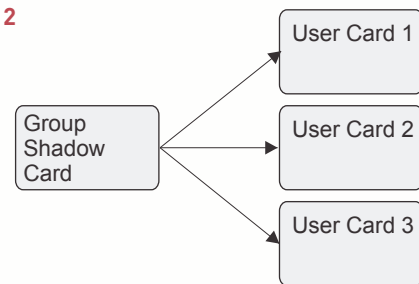 2
User Card 1
Group
Shadow
Card
User Card 2
User Card 3